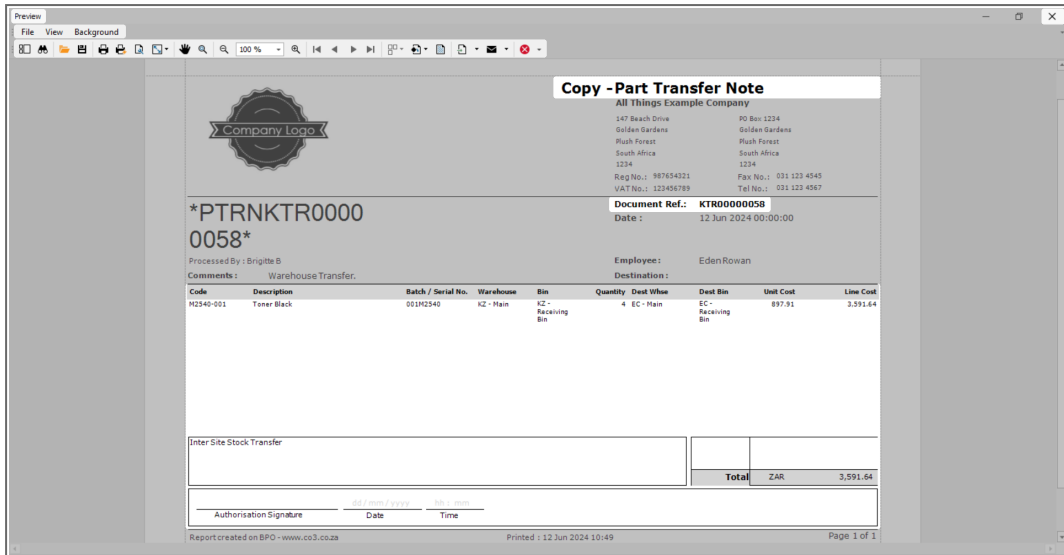 Preview
File View Background
100 %
Copy -Part Transfer Note
Company Logo
All Things Example Company
147 Beach Drive PO Box 1234
Golden Gardens Golden Gardens
Plush Forest Plush Forest
South Africa South Africa
1234 1234
Reg No.: 987654321 Fax No.: 031 123 4545
VAT No.: 123456789 Tel No.: 031 123 4567
*PTRNKTR0000
0058*
Document Ref.: KTR00000058
Date : 12 Jun 2024 00:00:00
Processed By : Brigitte B Employee : Eden Rowan
Comments : Warehouse Transfer. Destination :
Code Description Batch / Serial No. Warehouse Bin Quantity Dest Whse Dest Bin Unit Cost Line Cost
M2540-001 Toner Black 001M2540 KZ - Main KZ - 4 EC - Main EC - 897.91 3,591.64
Receiving Receiving
Bin Bin
Inter Site Stock Transfer
Total ZAR 3,591.64
dd / mm / yyyy hh : mm
Authorisation Signature Date Time
Report created on BPO - www.co3.co.za Printed : 12 Jun 2024 10:49 Page 1 of 1